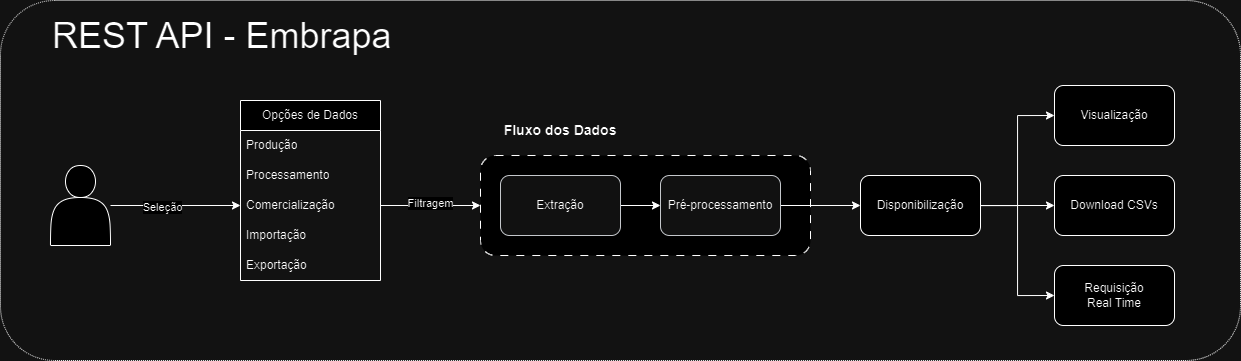 REST API - Embrapa
Opções de Dados
Produção
Processamento
Comercialização
Importação
Exportação
Seleção
Filtragem
Fluxo dos Dados
Extração
Pré-processamento
Disponibilização
Visualização
Download CSVs
Requisição
Real Time